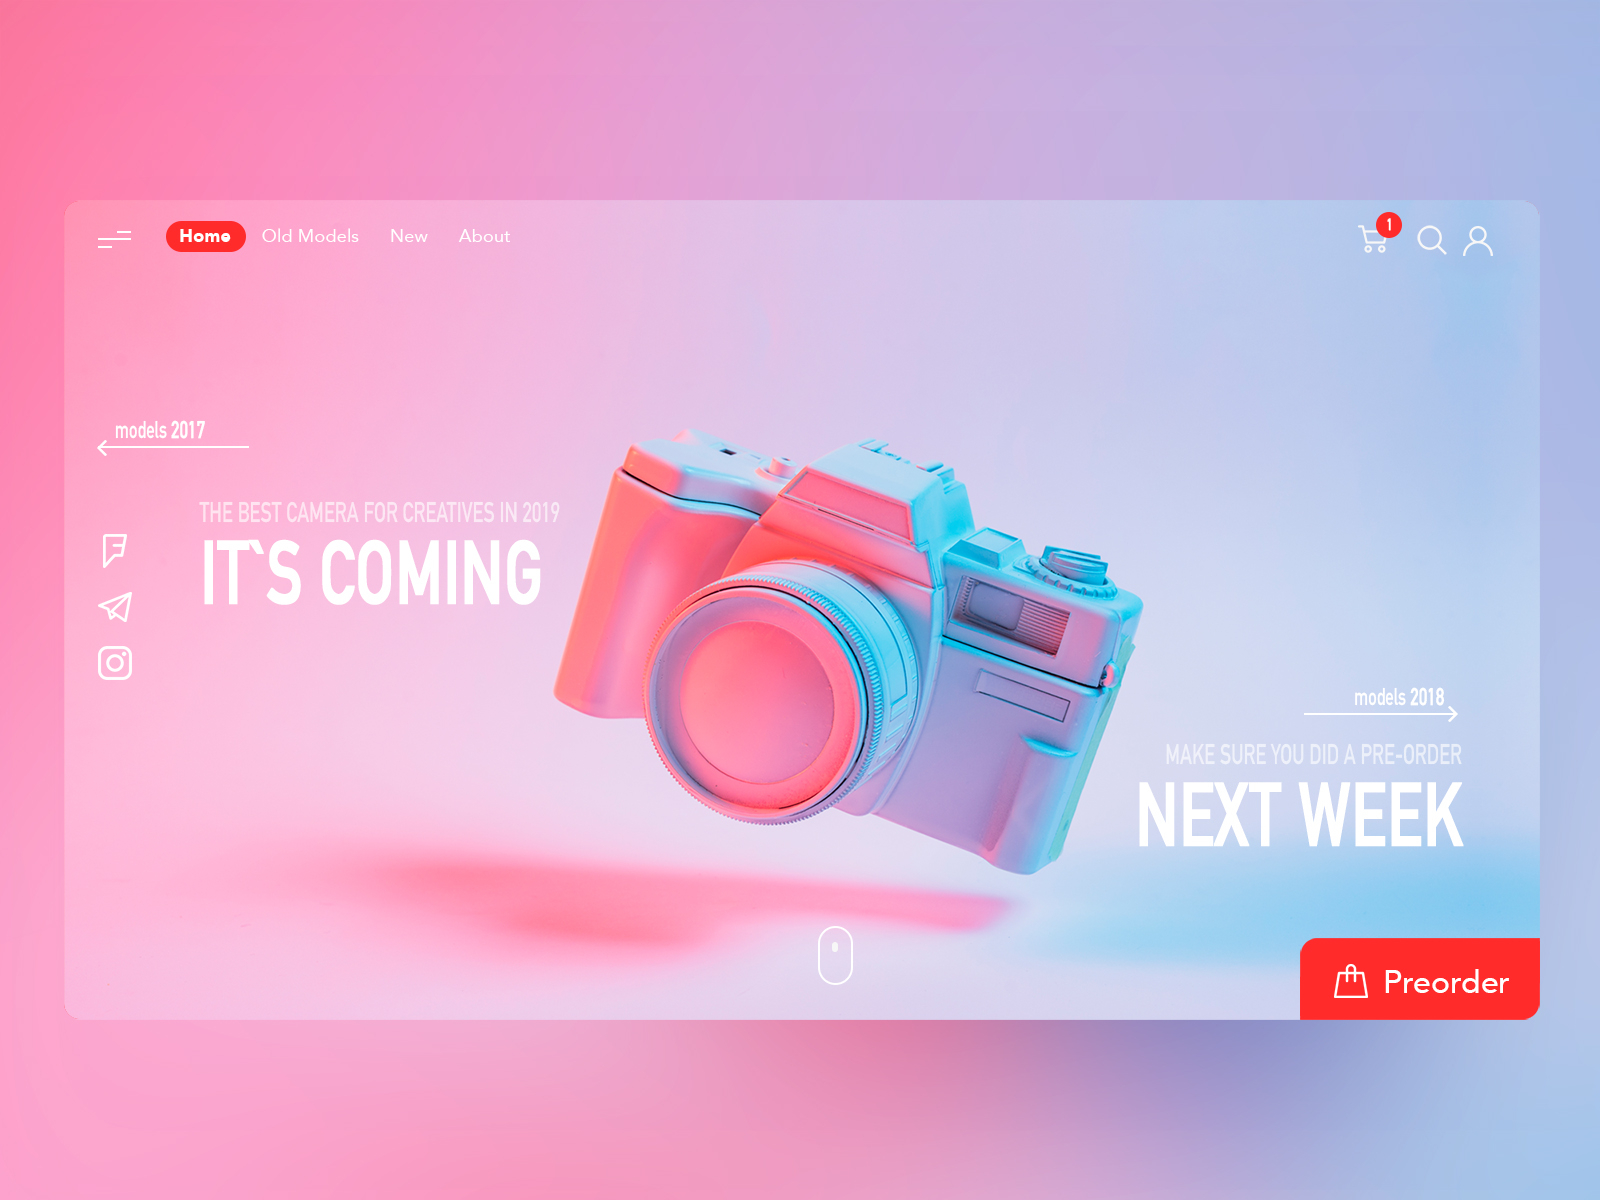 Home Old Models New About 1
models 2017
THE BEST CAMERA FOR CREATIVES IN 2019
IT`S COMING
models 2018
MAKE SURE YOU DID A PRE-ORDER
NEXT WEEK
Preorder